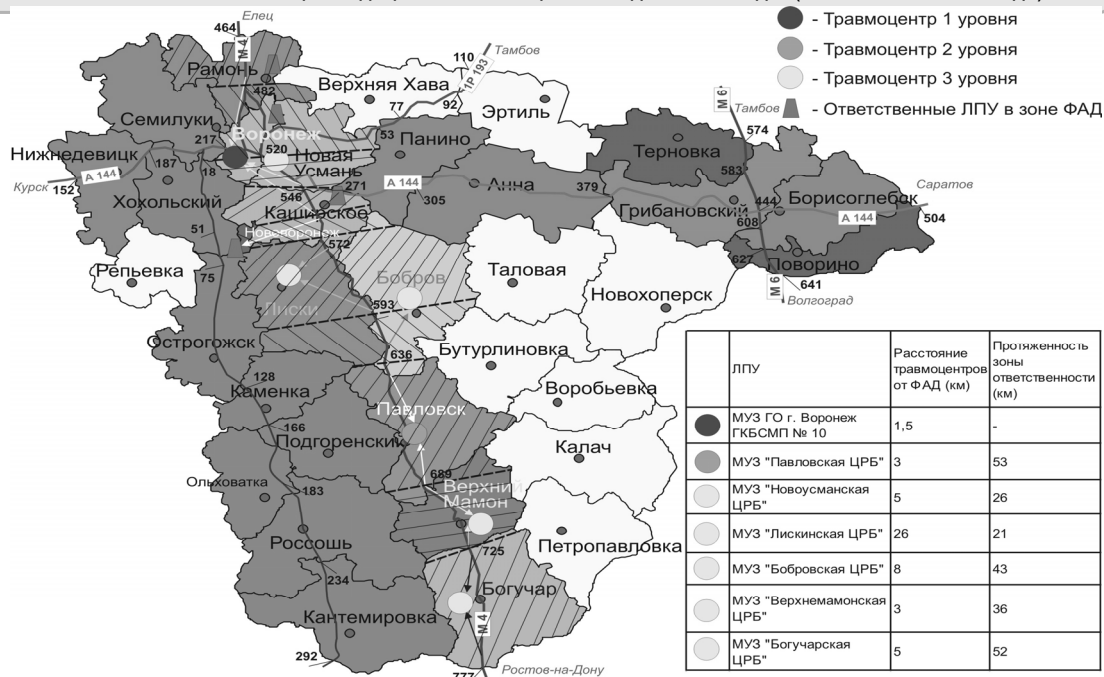 Елец
464
М 4
- Травмоцентр 1 уровня
- Травмоцентр 2 уровня
- Травмоцентр 3 уровня
- Ответственные ЛПУ в зоне ФАД
110
Тамбов
1Р 193
Рамонь
482
Верхняя Хава
77
92
Эртиль
М 6
Тамбов
574
Семилуки
217
Воронеж
53
Панино
Терновка
583
Нижнедевицк
187
18
520
Новая
Усмань
А 144
Курск
152
Хохольский
546
271
А 144
Анна
305
379
Каширское
Грибановский
444
Борисоглебск
Саратов
А 144
504
608
51
Нововоронеж
572
627
Поворино
М 6
641
Волгоград
Репьевка
75
Лиски
Бобров
593
Таловая
Новохоперск
Острогожск
636
Бутурлиновка
128
Каменка
Воробьевка
Павловск
166
Подгоренский
Калач
Ольховатка
183
689
Верхний
Мамон
Россошь
725
Петропавловка
234
Богучар
Кантемировка
М 4
292
777
Ростов-на-Дону
ЛПУ
Расстояние
травмоцентров
от ФАД (км)
Протяженность
зоны
ответственности
(км)
МУЗ ГО г. Воронеж
ГКБСМП № 10
1,5
-
МУЗ "Павловская ЦРБ"
3
53
МУЗ "Новоусманская
ЦРБ"
5
26
МУЗ "Лискинская ЦРБ"
26
21
МУЗ "Бобровская ЦРБ"
8
43
МУЗ "Верхнемамонская
ЦРБ"
3
36
МУЗ "Богучарская
ЦРБ"
5
52